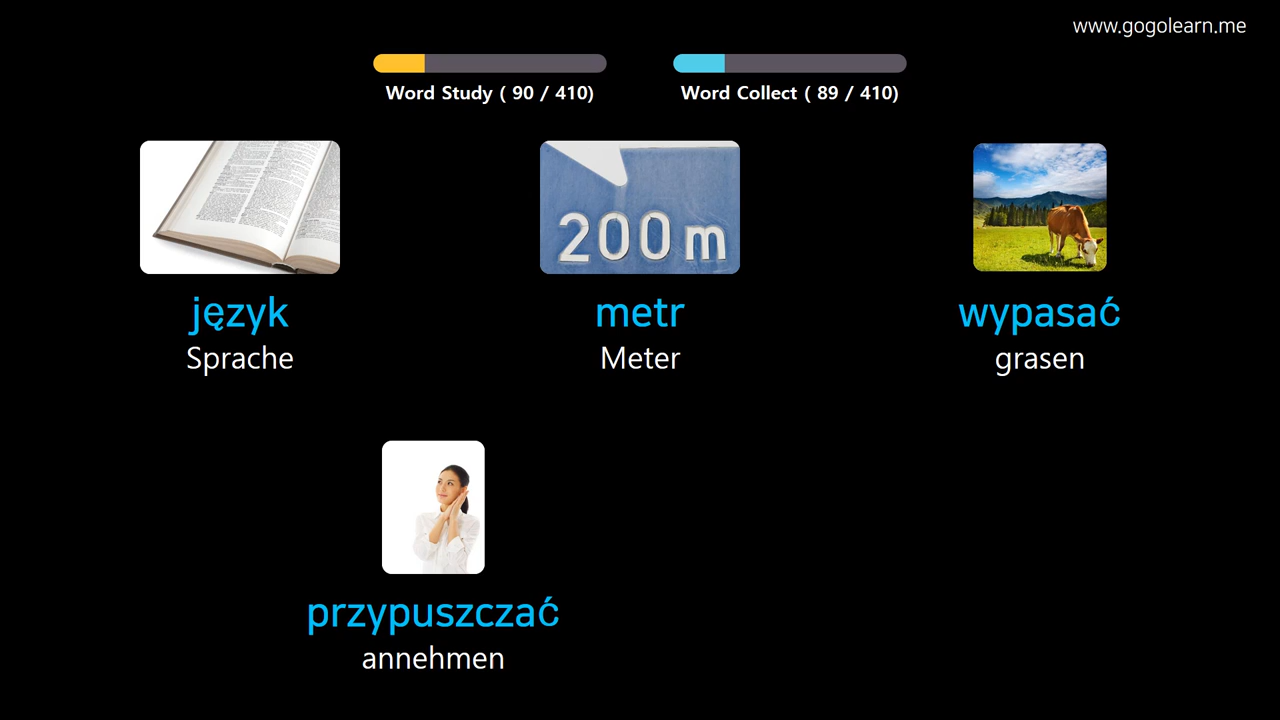 www.gogolearn.me
Word Study ( 90 / 410)
Word Collect ( 89 / 410)
200 m
język
Sprache
metr
Meter
wypasać
grasen
przypuszczać
annehmen